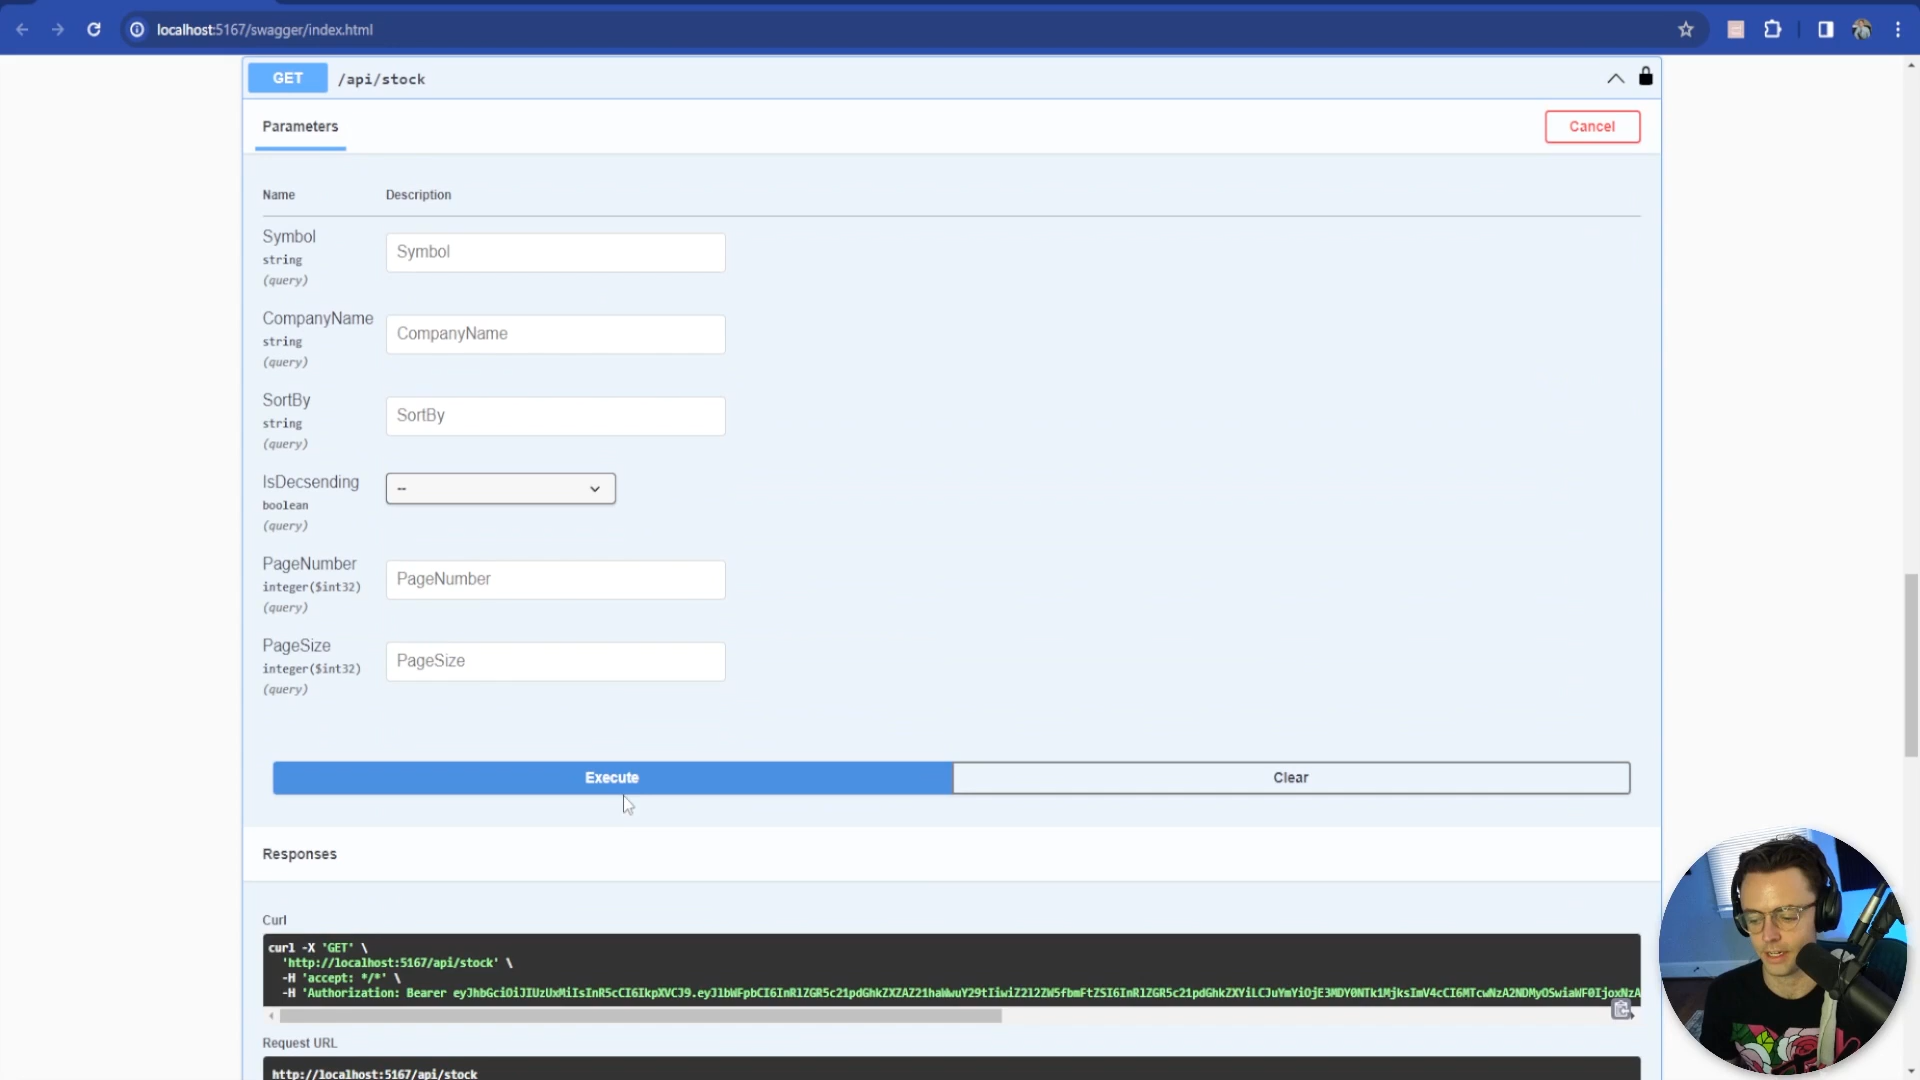 localhost:5167/swagger/index.html
GET /api/stock
Parameters
Cancel
Name Description
Symbol
string
(query)
Symbol
CompanyName
string
(query)
CompanyName
SortBy
string
(query)
SortBy
IsDecsending
boolean
(query)
--
PageNumber
integer($int32)
(query)
PageNumber
PageSize
integer($int32)
(query)
PageSize
Execute
Clear
Responses
Curl
curl -X 'GET' \
'http://localhost:5167/api/stock' \
-H 'accept: */*' \
-H 'Authorization: Bearer
Request URL
http://localhost:5167/api/stock